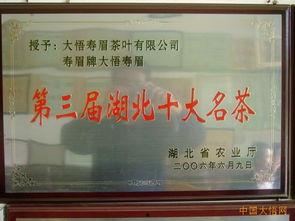 授予：大悟寿眉茶叶有限公司
寿眉牌大悟寿眉
第三届湖北十大名茶
湖北省农业厅
二〇〇六年六月九日
中国大悟网